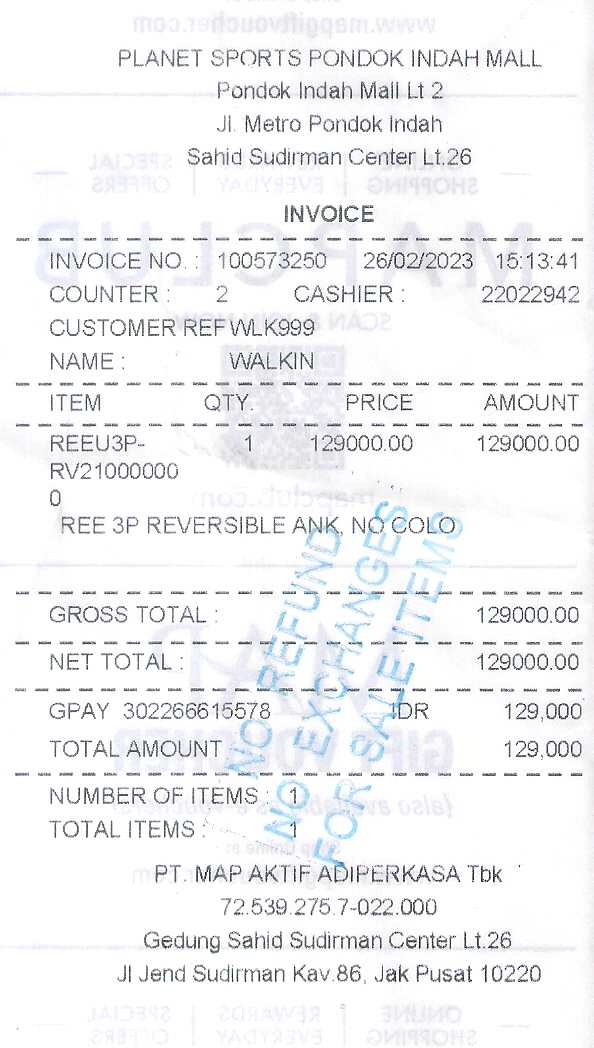 PLANET SPORTS PONDOK INDAH MALL
Pondok Indah Mall Lt 2
Jl. Metro Pondok Indah
Sahid Sudirman Center Lt.26
INVOICE
INVOICE NO. : 100573250 26/02/2023 15:13:41
COUNTER : 2 CASHIER : 22022942
CUSTOMER REF WLK999
NAME : WALKIN
ITEM QTY. PRICE AMOUNT
REEU3P- 1 129000.00 129000.00
RV21000000
0
REE 3P REVERSIBLE ANK, NO COLO
GROSS TOTAL : 129000.00
NET TOTAL : 129000.00
GPAY 302266615578 IDR 129,000
TOTAL AMOUNT 129,000
NUMBER OF ITEMS : 1
TOTAL ITEMS : 1
NO REFUND
NO EXCHANGES
FOR SALE ITEMS
PT. MAP AKTIF ADIPERKASA Tbk
72.539.275.7-022.000
Gedung Sahid Sudirman Center Lt.26
Jl Jend Sudirman Kav.86, Jak Pusat 10220